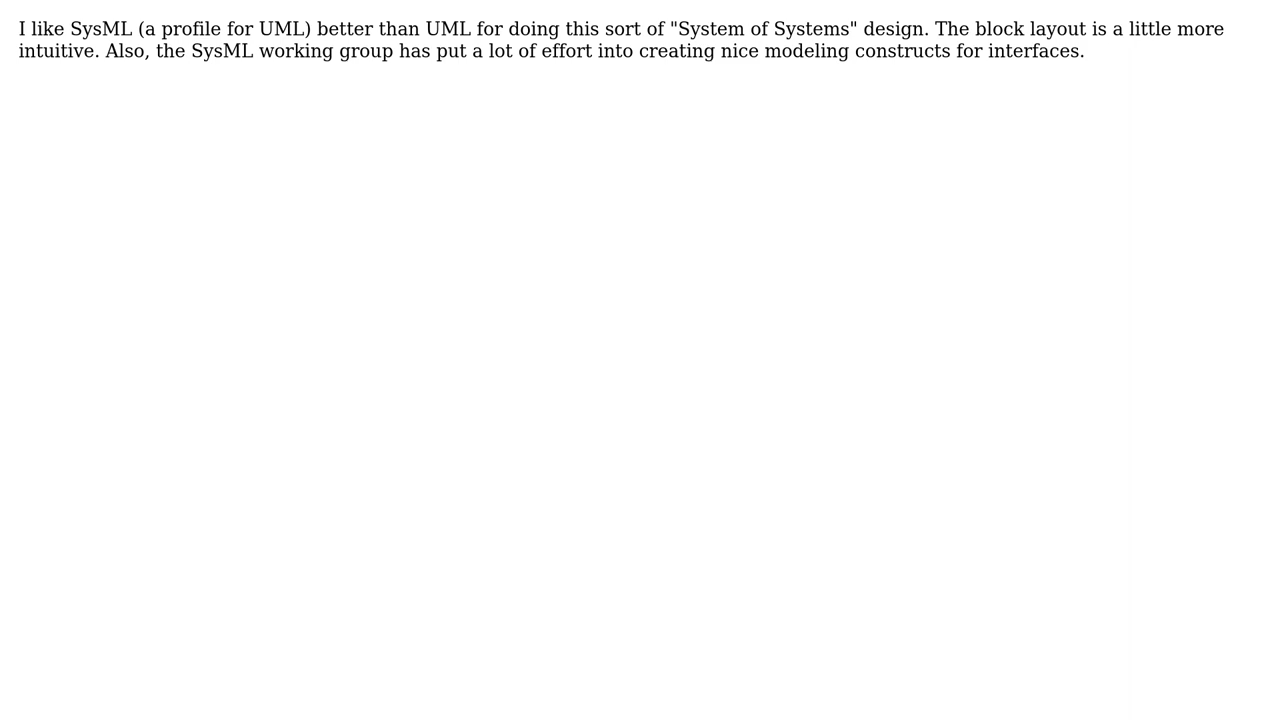 I like SysML (a profile for UML) better than UML for doing this sort of "System of Systems" design. The block layout is a little more
intuitive. Also, the SysML working group has put a lot of effort into creating nice modeling constructs for interfaces.